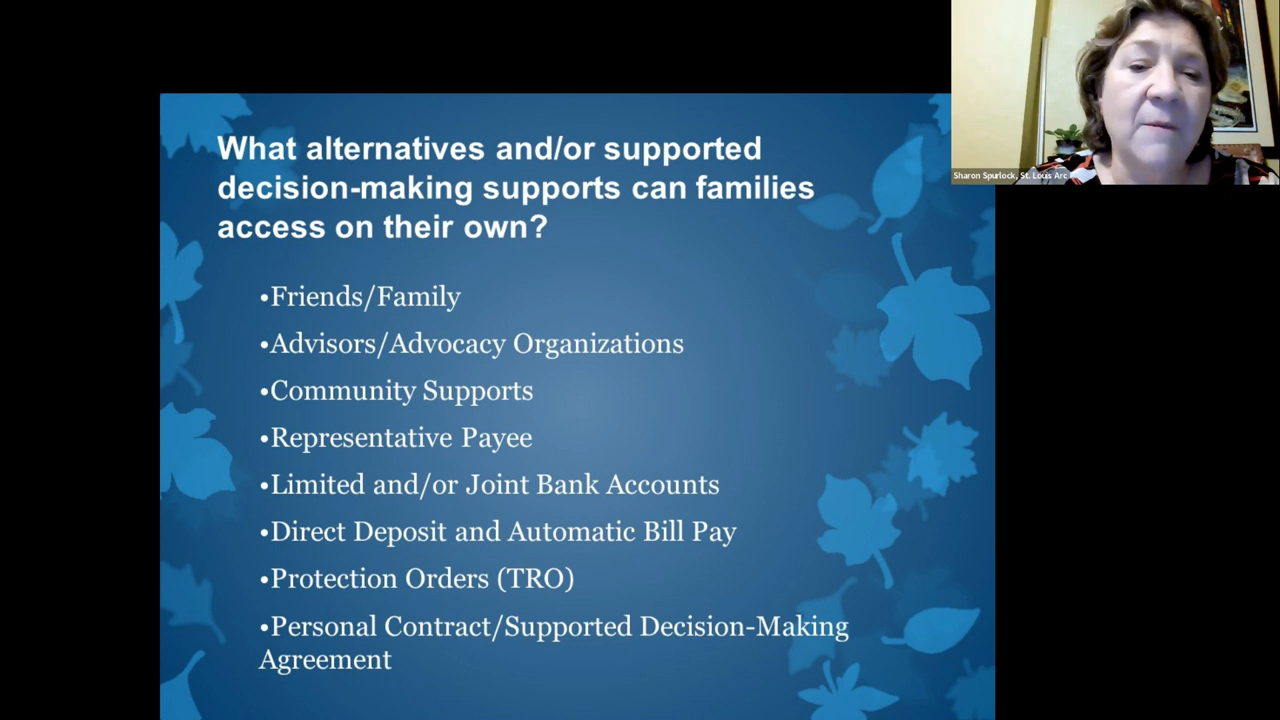 What alternatives and/or supported
decision-making supports can families
access on their own?
•Friends/Family
•Advisors/Advocacy Organizations
•Community Supports
•Representative Payee
•Limited and/or Joint Bank Accounts
•Direct Deposit and Automatic Bill Pay
•Protection Orders (TRO)
•Personal Contract/Supported Decision-Making
Agreement
Sharon Spurlock, St. Louis Arc